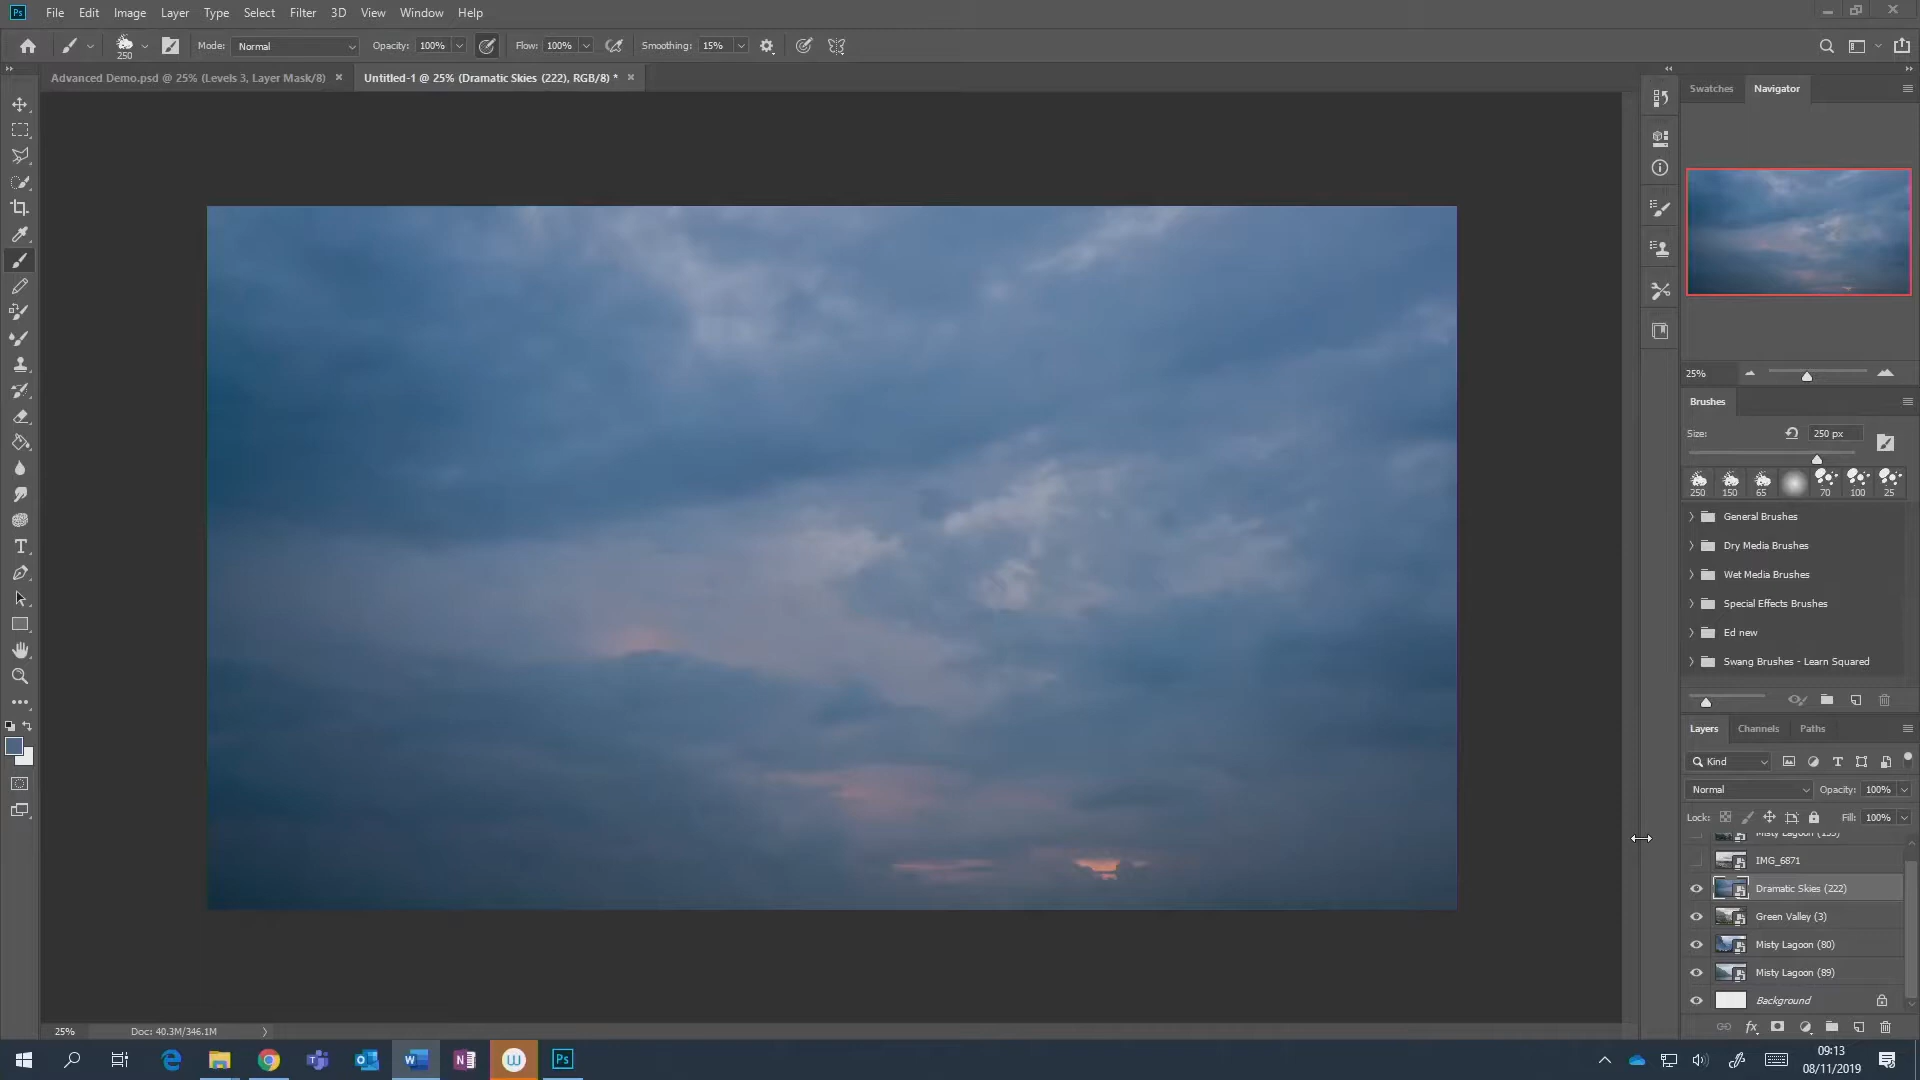 Ps File Edit Image Layer Type Select Filter 3D View Window Help
250 Mode: Normal Opacity: 100% Flow: 100% Smoothing: 15%
Advanced Demo.psd @ 25% (Levels 3, Layer Mask/8) × Untitled-1 @ 25% (Dramatic Skies (222), RGB/8) * ×
Swatches Navigator
25%
Brushes
Size: 250 px
250 150 65 70 100 25
General Brushes
Dry Media Brushes
Wet Media Brushes
Special Effects Brushes
Ed new
Swang Brushes - Learn Squared
Layers Channels Paths
Kind
Normal Opacity: 100%
Lock: Fill: 100%
Misty Lagoon
IMG_6871
Dramatic Skies (222)
Green Valley (3)
Misty Lagoon (80)
Misty Lagoon (89)
Background
fx
25% Doc: 40.3M/346.1M
09:13
08/11/2019